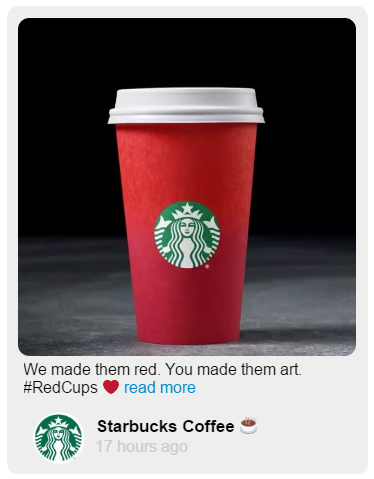 We made them red. You made them art.
#RedCups ❤️ read more
Starbucks Coffee ☕
17 hours ago